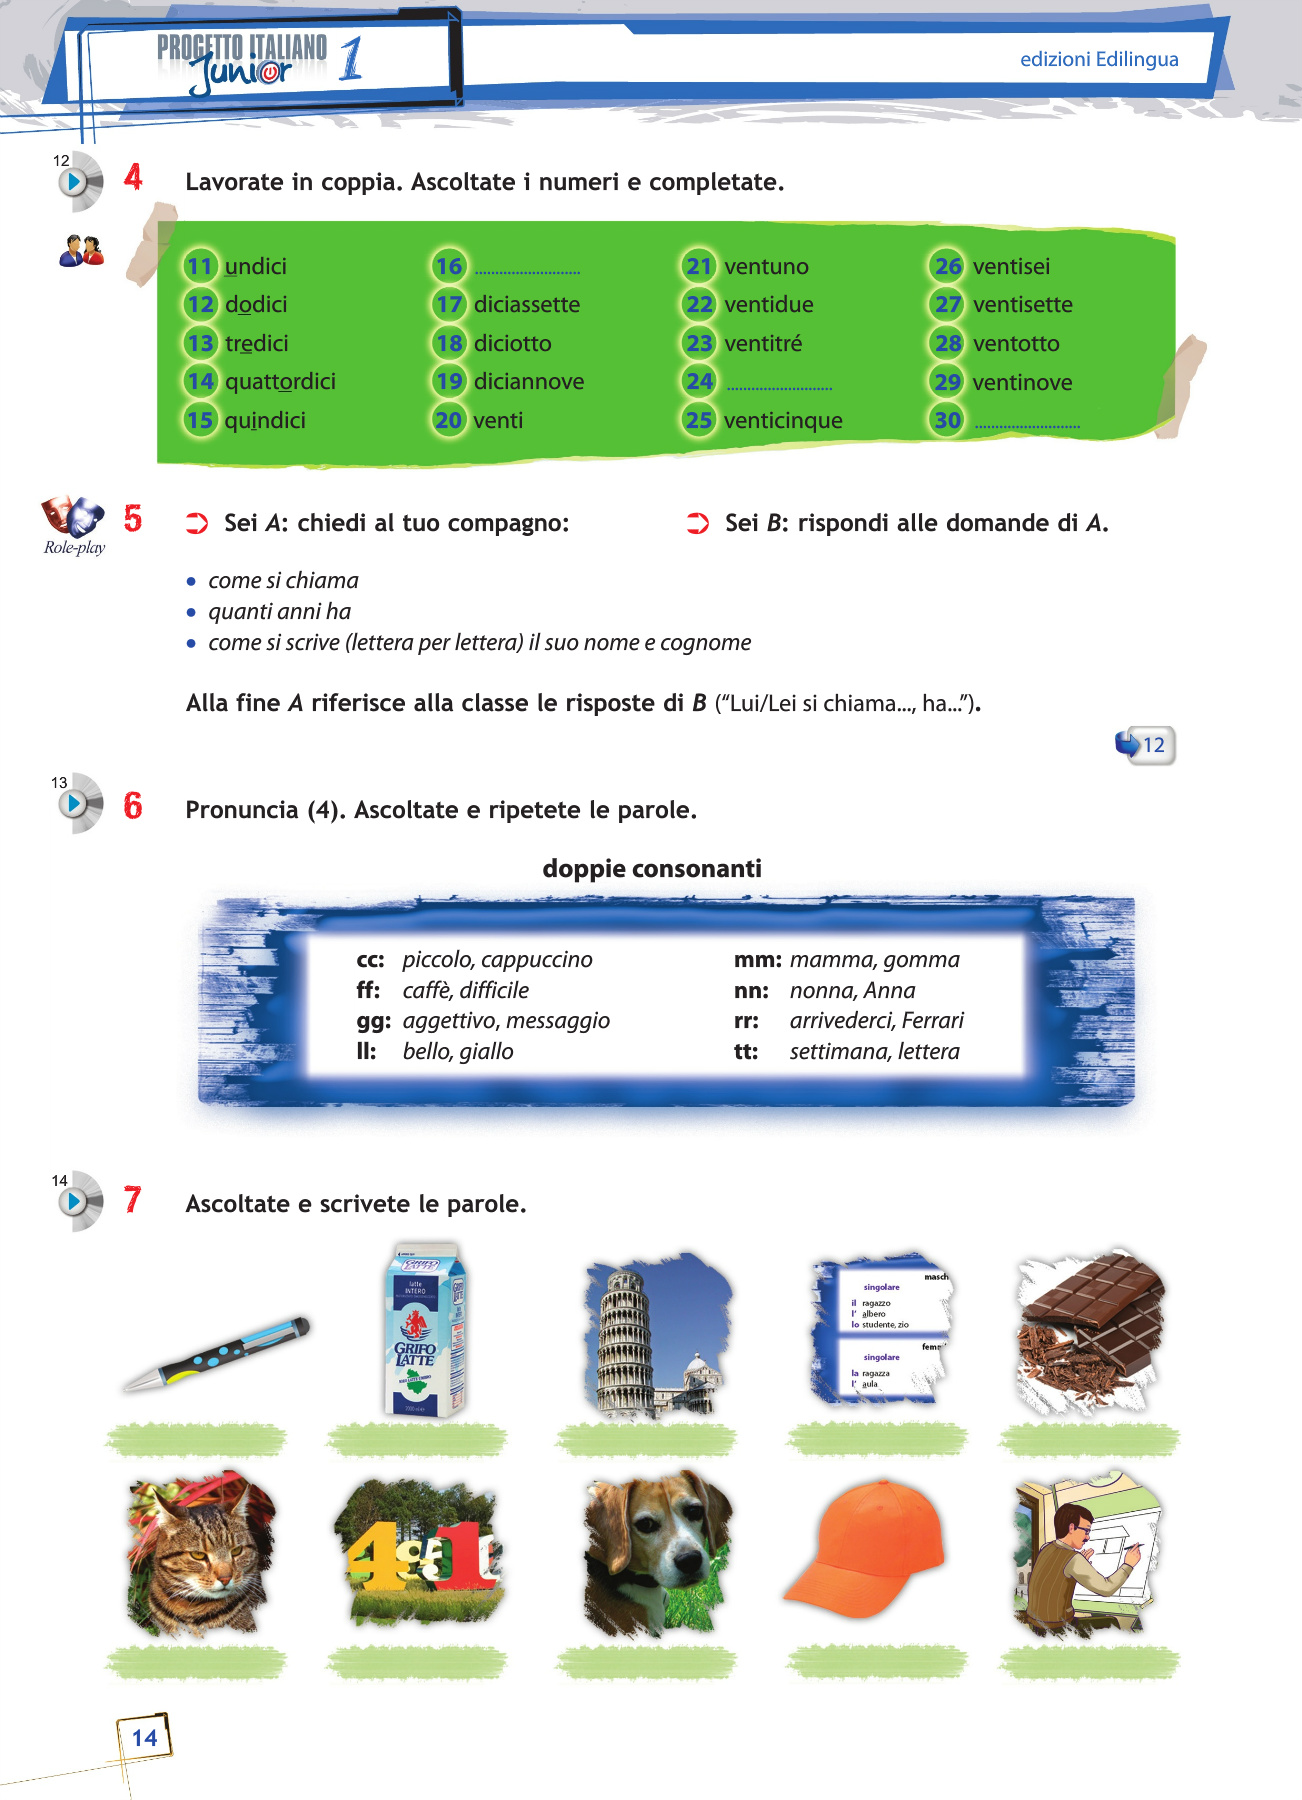 PROGETTO ITALIANO
Junior 1
edizioni Edilingua
12
4 Lavorate in coppia. Ascoltate i numeri e completate.
11 undici
12 dodici
13 tredici
14 quattordici
15 quindici
16 ..........................
17 diciassette
18 diciotto
19 diciannove
20 venti
21 ventuno
22 ventidue
23 ventitré
24 ..........................
25 venticinque
26 ventisei
27 ventisette
28 ventotto
29 ventinove
30 ..........................
Role-play
5 Sei A: chiedi al tuo compagno:
Sei B: rispondi alle domande di A.
• come si chiama
• quanti anni ha
• come si scrive (lettera per lettera) il suo nome e cognome
Alla fine A riferisce alla classe le risposte di B (“Lui/Lei si chiama..., ha...”).
12
13
6 Pronuncia (4). Ascoltate e ripetete le parole.
doppie consonanti
cc: piccolo, cappuccino
ff: caffè, difficile
gg: aggettivo, messaggio
ll: bello, giallo
mm: mamma, gomma
nn: nonna, Anna
rr: arrivederci, Ferrari
tt: settimana, lettera
14
7 Ascoltate e scrivete le parole.
GRIFO
LATTE
latte
INTERO
GRIFO
LATTE
masch
singolare
il ragazzo
l' albero
lo studente, zio
fem
singolare
la ragazza
l' aula
4 1
14